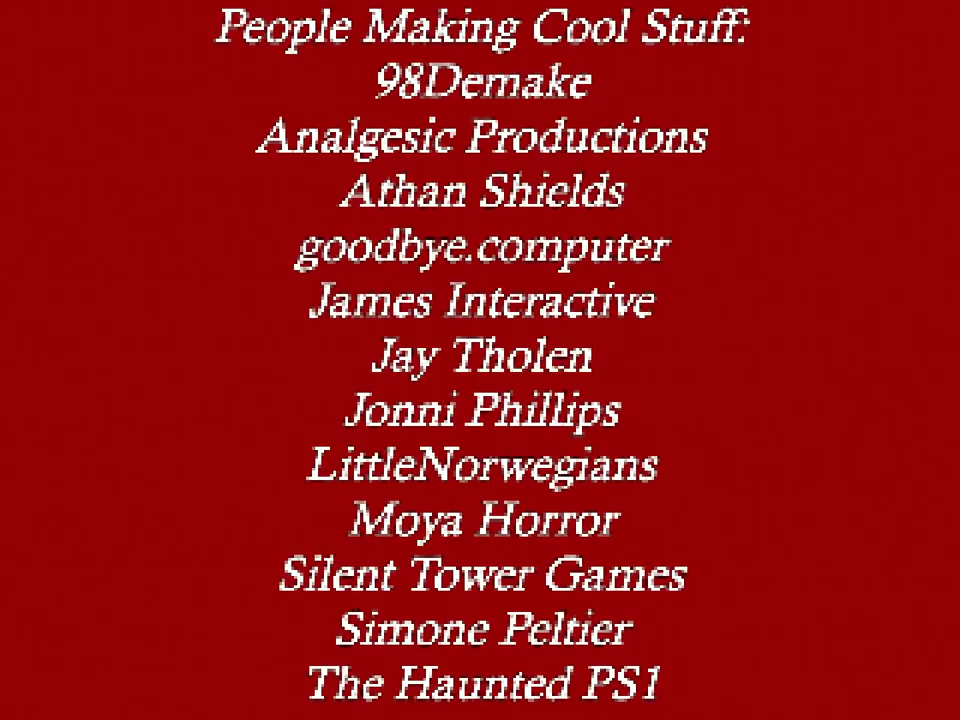 People Making Cool Stuff:
98Demake
Analgesic Productions
Athan Shields
goodbye.computer
James Interactive
Jay Tholen
Jonni Phillips
LittleNorwegians
Moya Horror
Silent Tower Games
Simone Peltier
The Haunted PS1